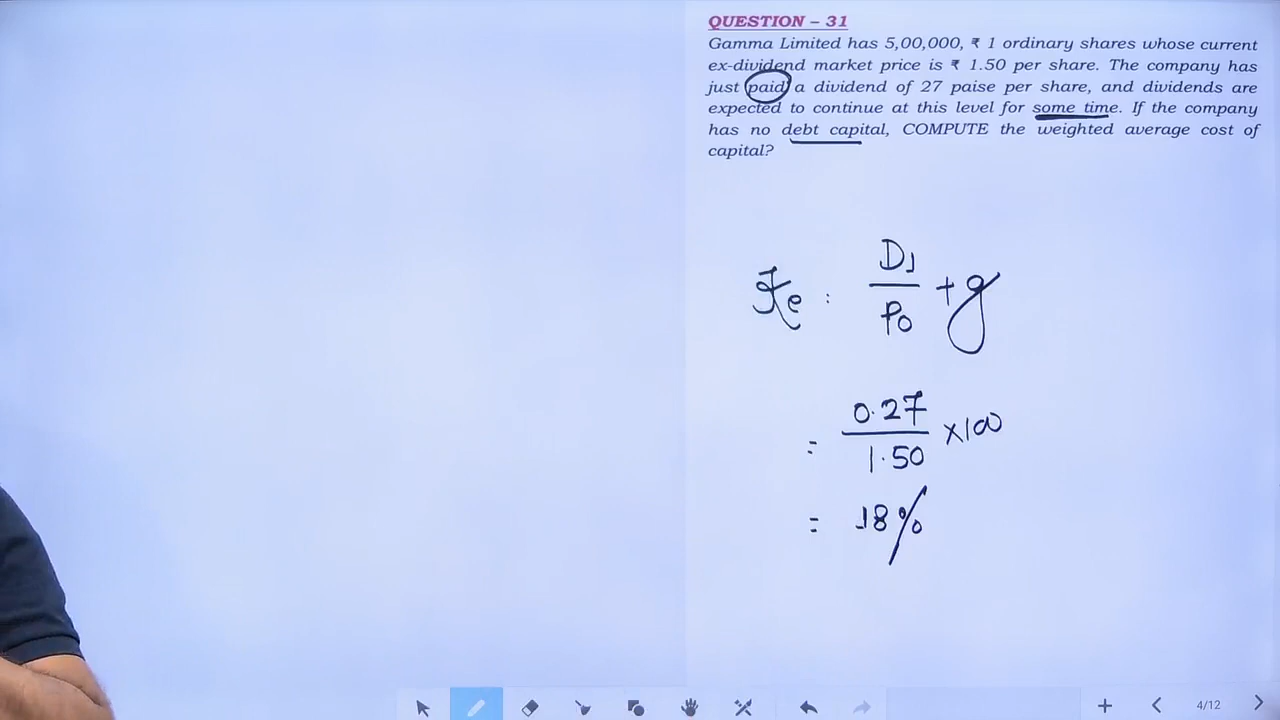 QUESTION – 31
Gamma Limited has 5,00,000, ₹ 1 ordinary shares whose current
ex-dividend market price is ₹ 1.50 per share. The company has
just paid a dividend of 27 paise per share, and dividends are
expected to continue at this level for some time. If the company
has no debt capital, COMPUTE the weighted average cost of
capital?
Ke : D1 / P0 + g
= 0.27 / 1.50 ×100
= 18%
4/12